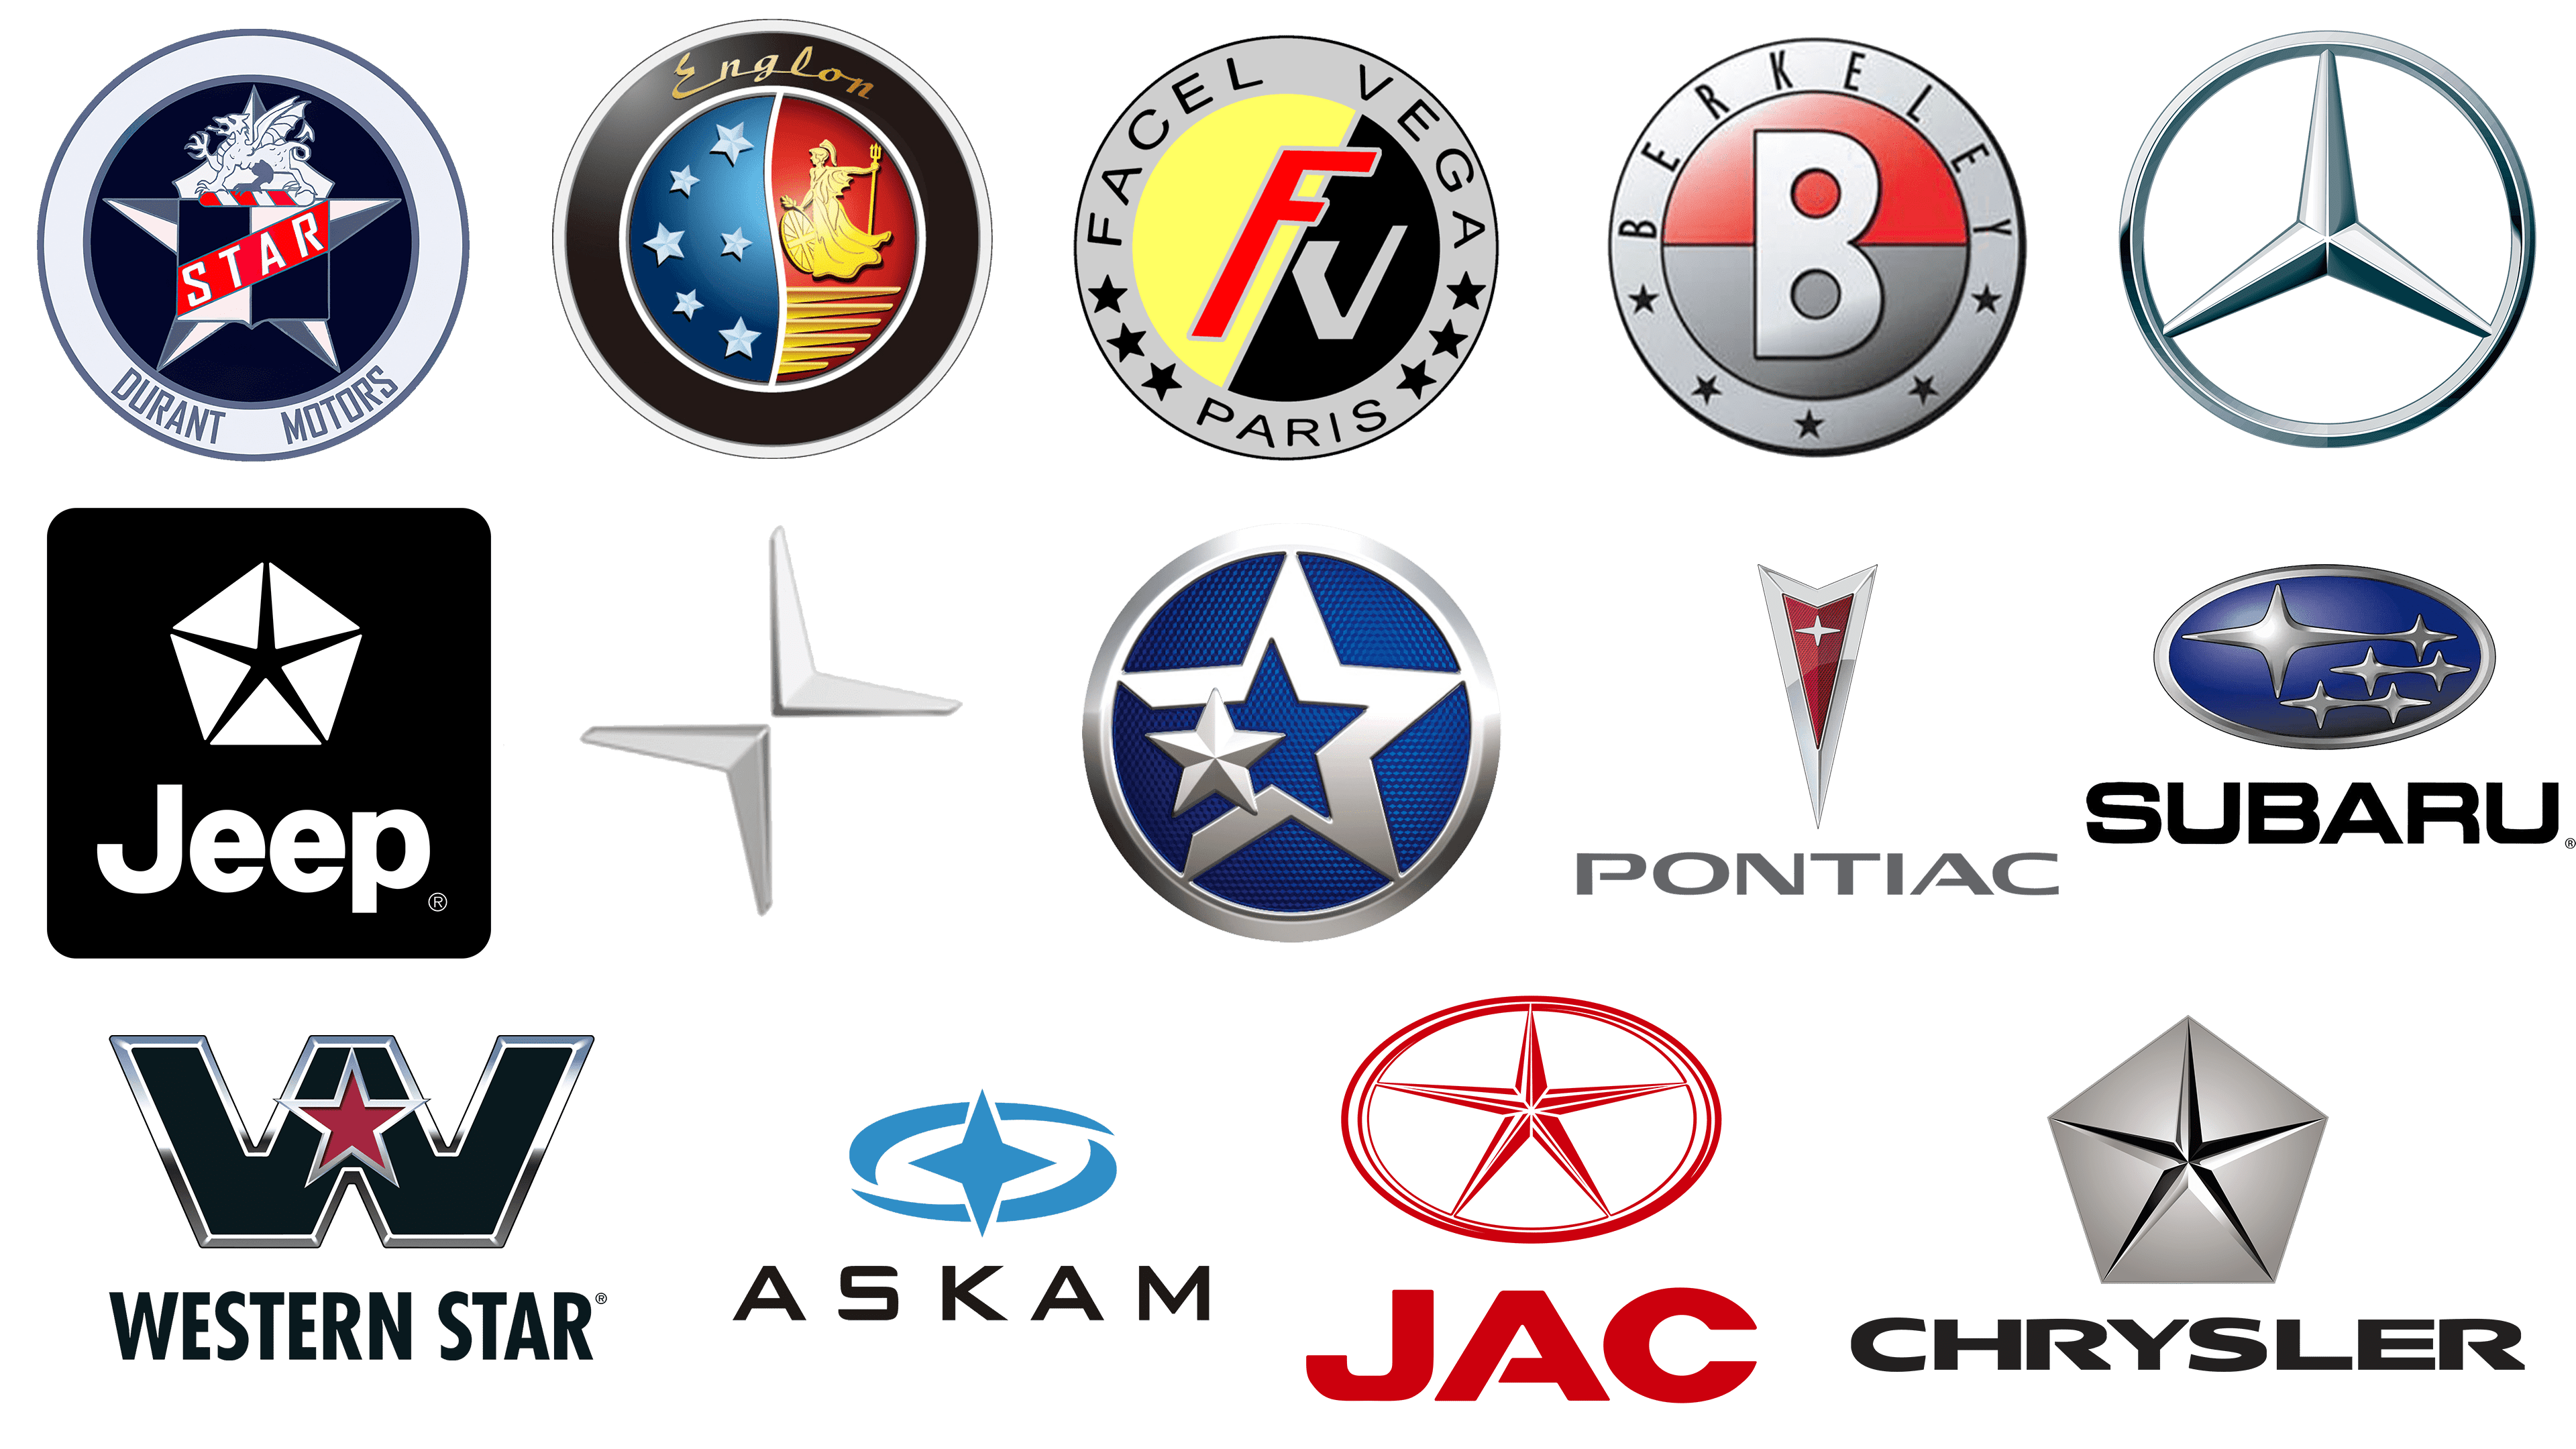 STAR
DURANT MOTORS
Englon
FACEL VEGA
FV
PARIS
BERKELEY
B
Jeep®
PONTIAC
SUBARU®
W
WESTERN STAR®
ASKAM
JAC
CHRYSLER